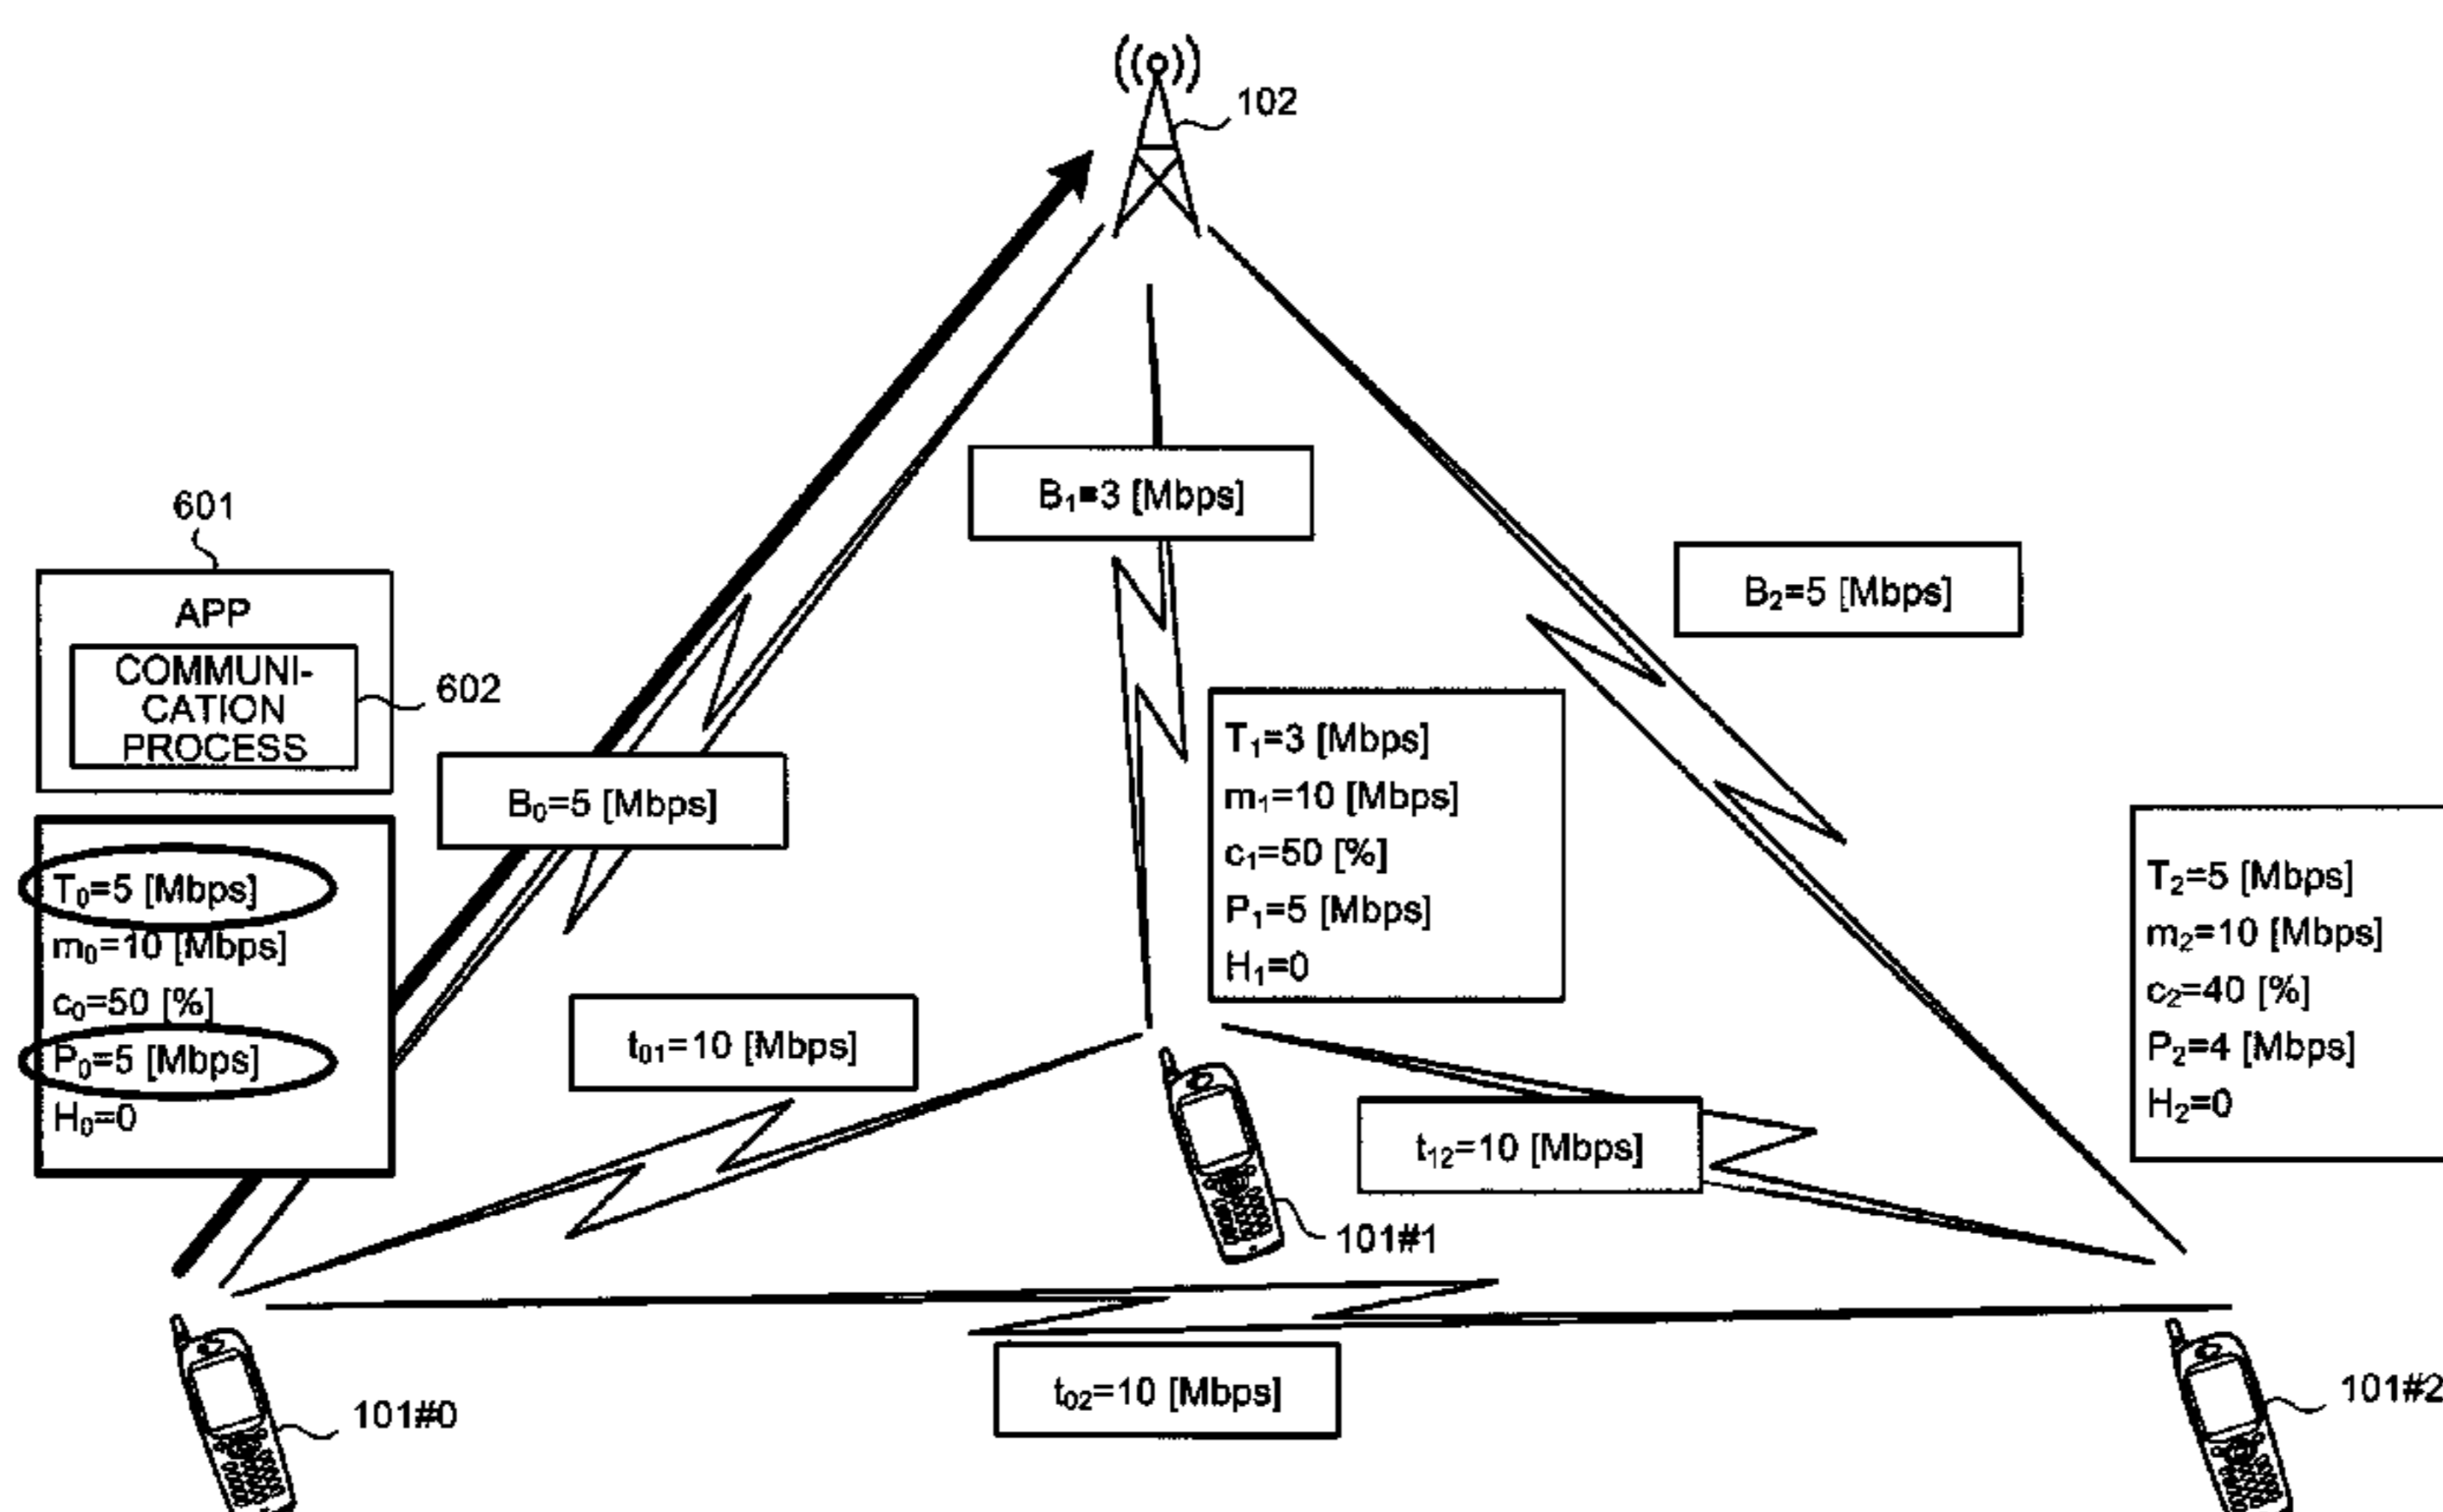 102
B₁=3 [Mbps]
601
APP
COMMUNI-
CATION
PROCESS
602
B₂=5 [Mbps]
B₀=5 [Mbps]
T₁=3 [Mbps]
m₁=10 [Mbps]
c₁=50 [%]
P₁=5 [Mbps]
H₁=0
T₀=5 [Mbps]
m₀=10 [Mbps]
c₀=50 [%]
P₀=5 [Mbps]
H₀=0
T₂=5 [Mbps]
m₂=10 [Mbps]
c₂=40 [%]
P₂=4 [Mbps]
H₂=0
t₀₁=10 [Mbps]
t₁₂=10 [Mbps]
101#1
t₀₂=10 [Mbps]
101#0
101#2